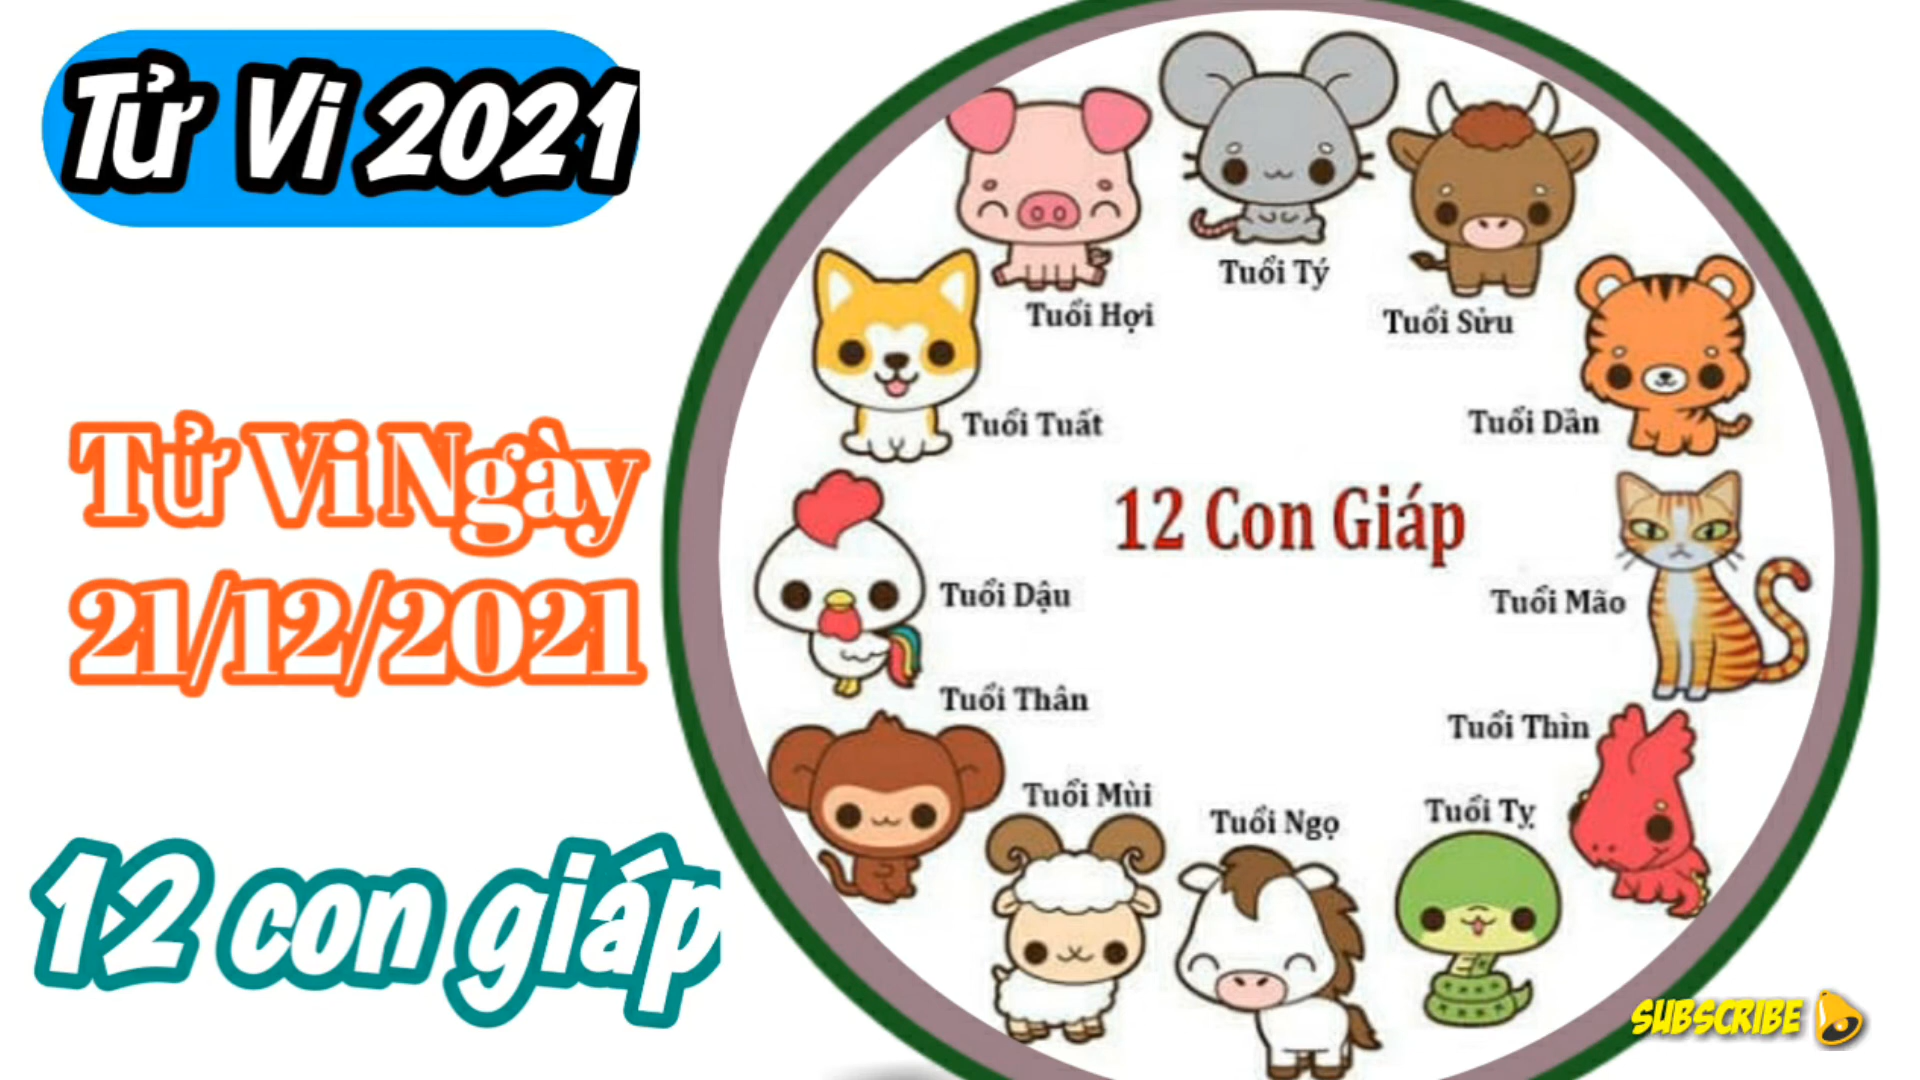 Tử Vi 2021
Tử Vi Ngày
21/12/2021
12 con giáp
Tuổi Tý
Tuổi Hợi
Tuổi Sửu
Tuổi Tuất
Tuổi Dần
12 Con Giáp
Tuổi Dậu
Tuổi Mão
Tuổi Thân
Tuổi Thìn
Tuổi Mùi
Tuổi Ngọ
Tuổi Tỵ
SUBSCRIBE